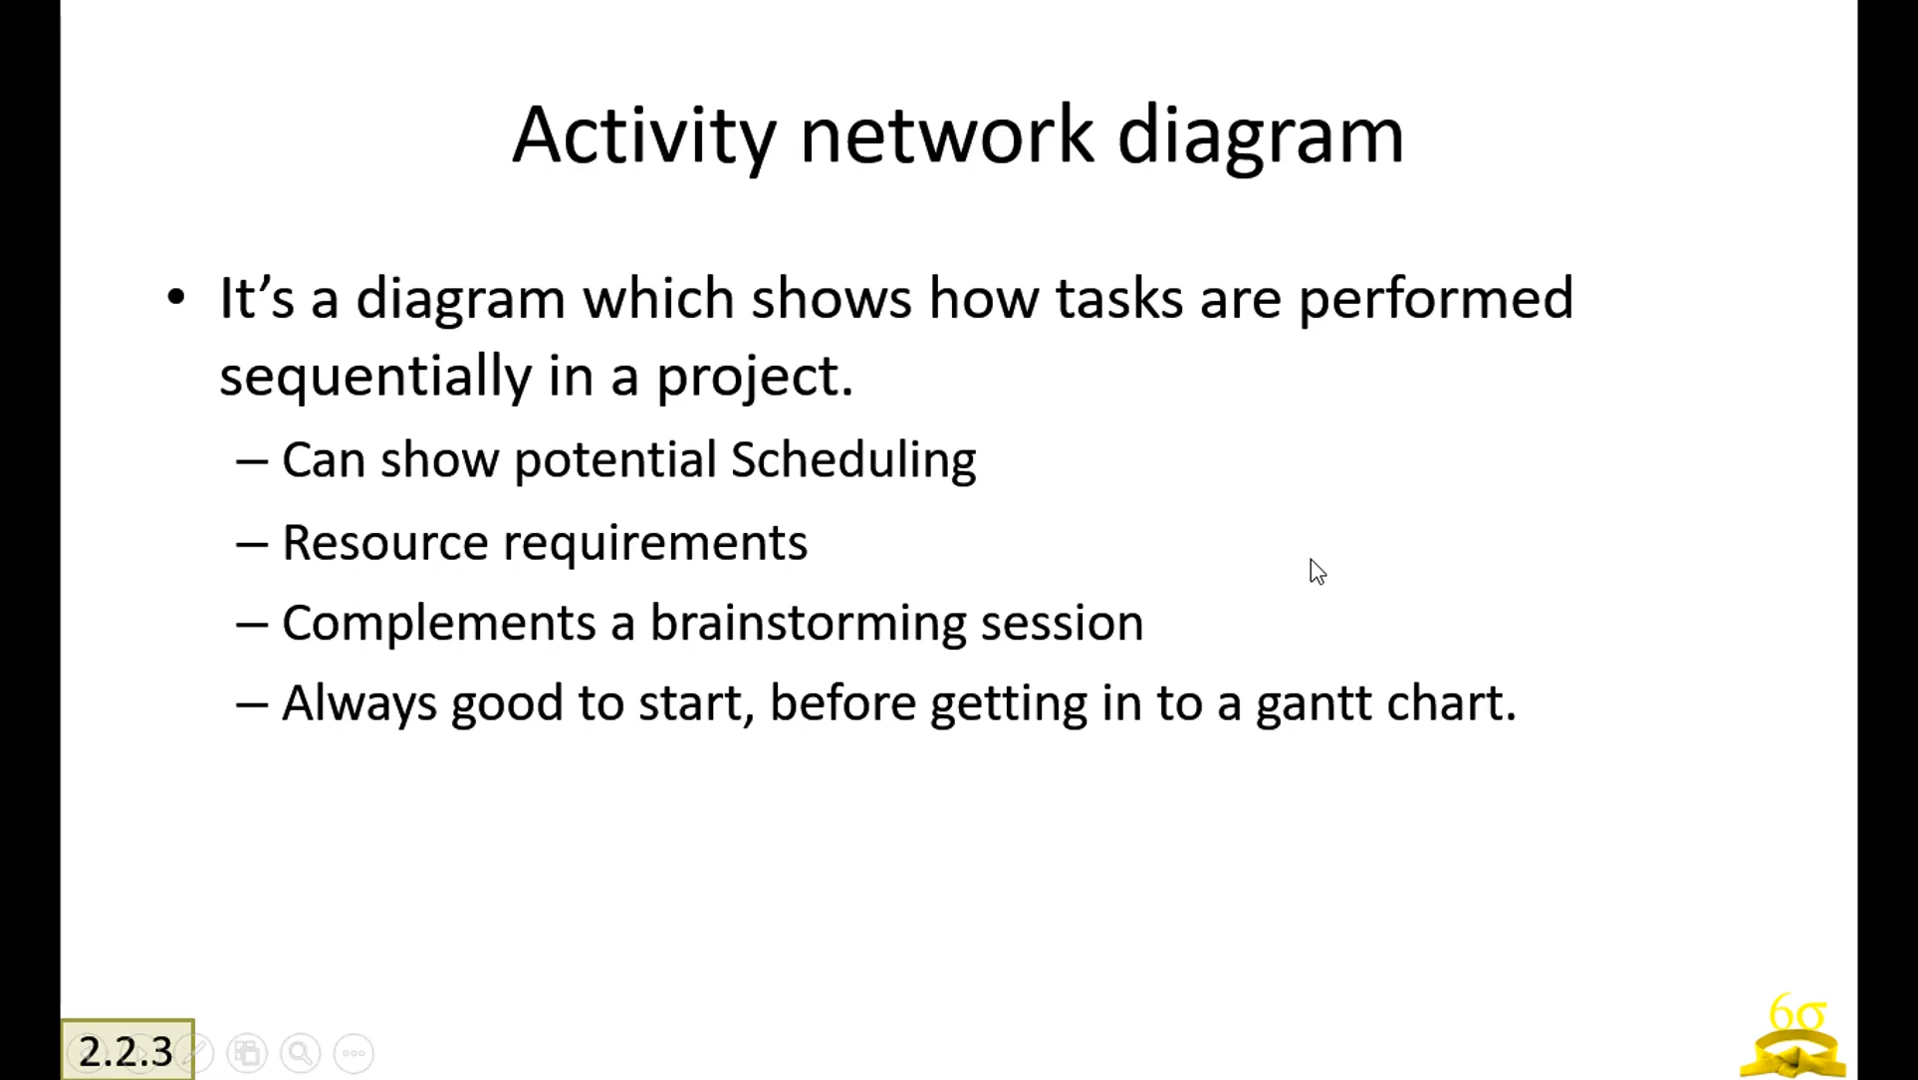 Activity network diagram
• It’s a diagram which shows how tasks are performed
sequentially in a project.
– Can show potential Scheduling
– Resource requirements
– Complements a brainstorming session
– Always good to start, before getting in to a gantt chart.
2.2.3
6σ